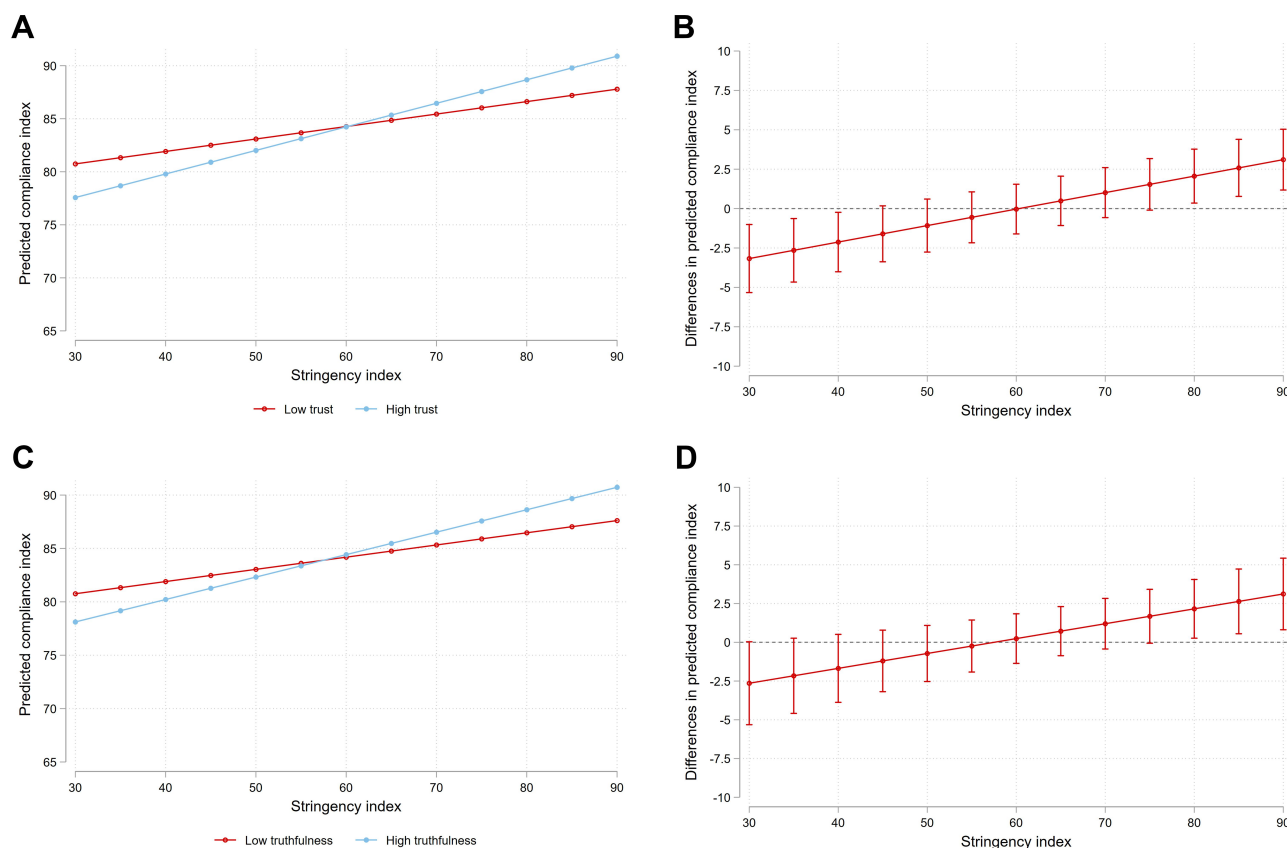 A
Predicted compliance index
90
85
80
75
70
65
30 40 50 60 70 80 90
Stringency index
Low trust High trust
B
Differences in predicted compliance index
10
7.5
5
2.5
0
-2.5
-5
-7.5
-10
30 40 50 60 70 80 90
Stringency index
C
Predicted compliance index
90
85
80
75
70
65
30 40 50 60 70 80 90
Stringency index
Low truthfulness High truthfulness
D
Differences in predicted compliance index
10
7.5
5
2.5
0
-2.5
-5
-7.5
-10
30 40 50 60 70 80 90
Stringency index